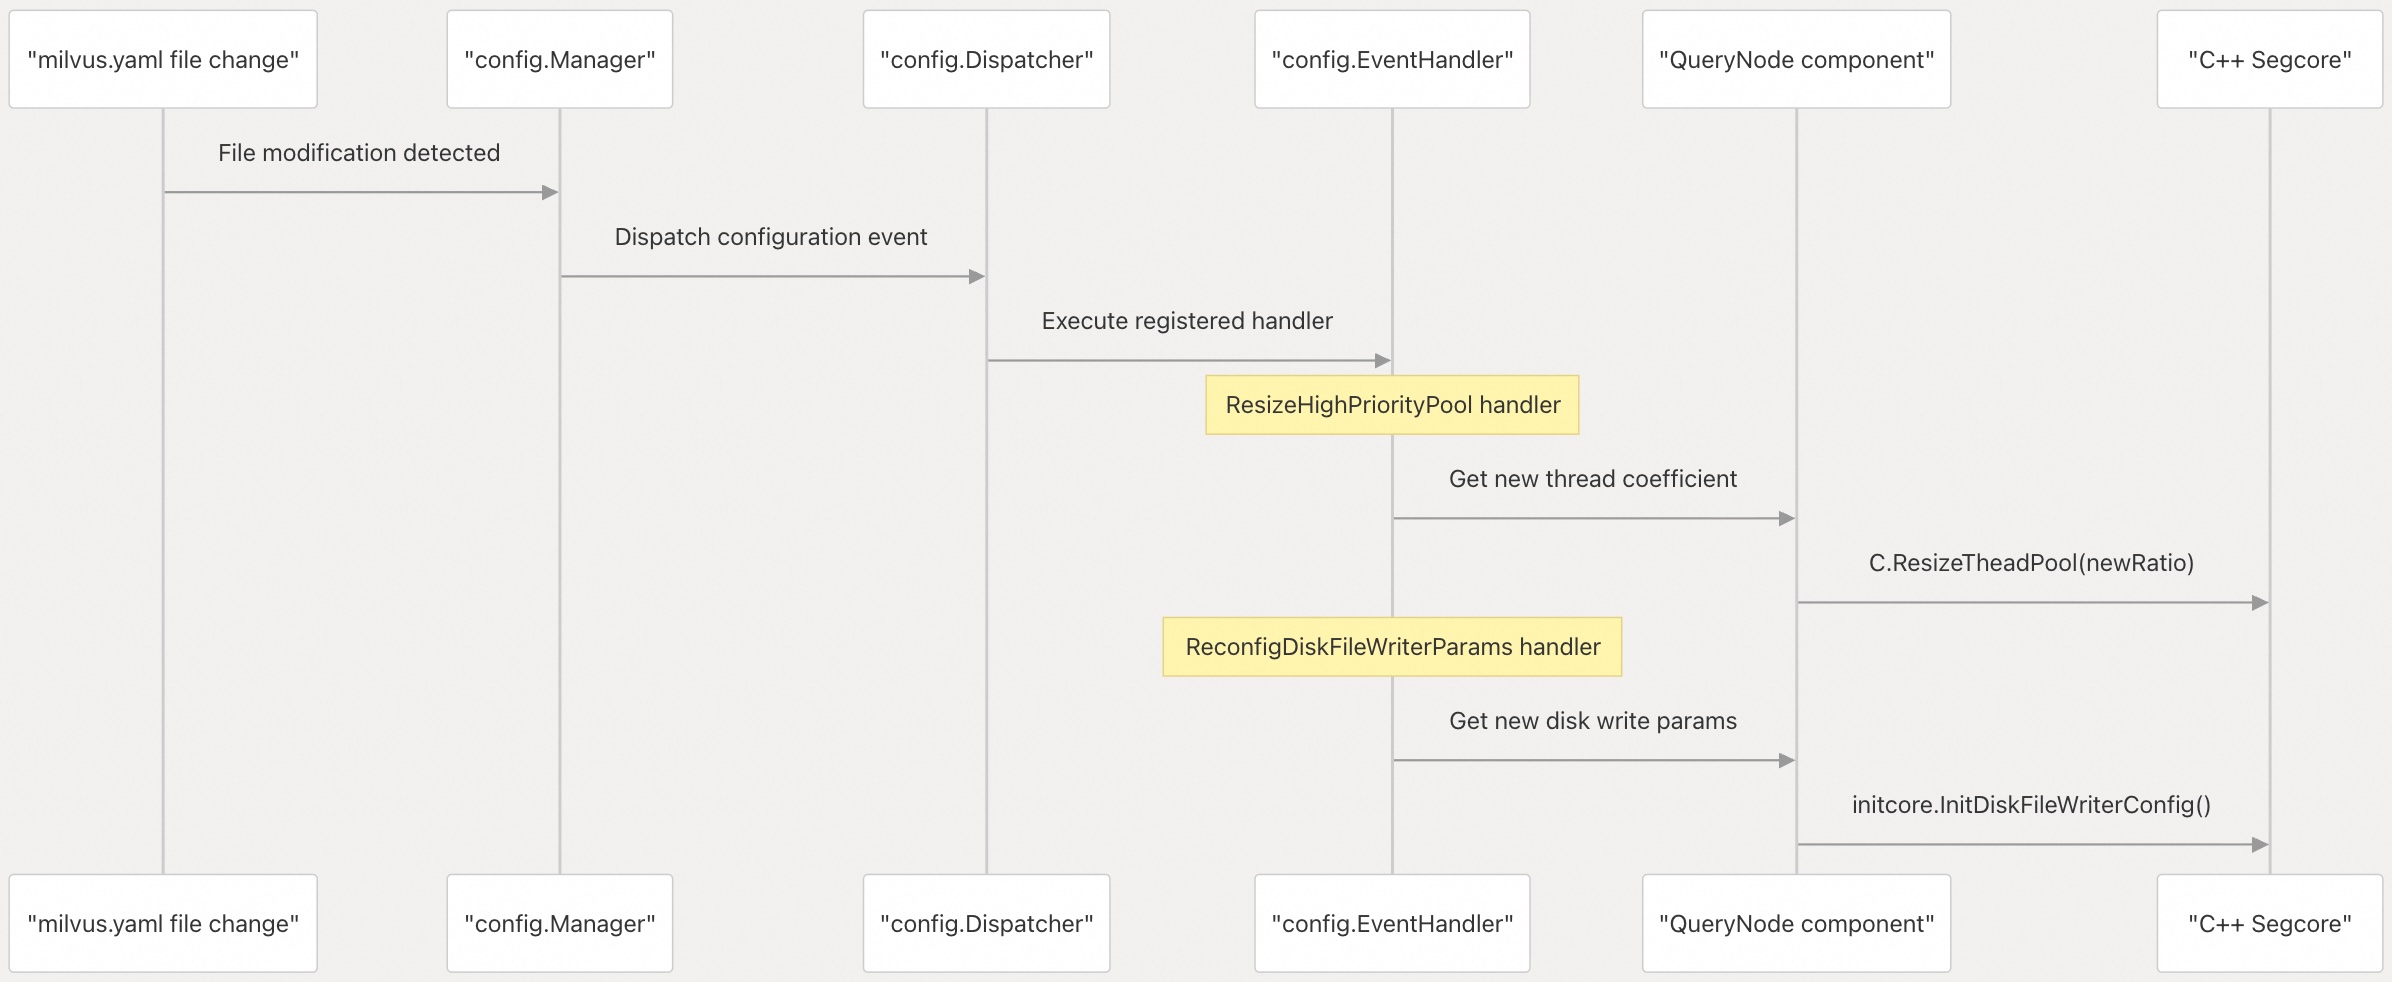 "milvus.yaml file change"
"config.Manager"
"config.Dispatcher"
"config.EventHandler"
"QueryNode component"
"C++ Segcore"
File modification detected
Dispatch configuration event
Execute registered handler
ResizeHighPriorityPool handler
Get new thread coefficient
C.ResizeTheadPool(newRatio)
ReconfigDiskFileWriterParams handler
Get new disk write params
initcore.InitDiskFileWriterConfig()
"milvus.yaml file change"
"config.Manager"
"config.Dispatcher"
"config.EventHandler"
"QueryNode component"
"C++ Segcore"